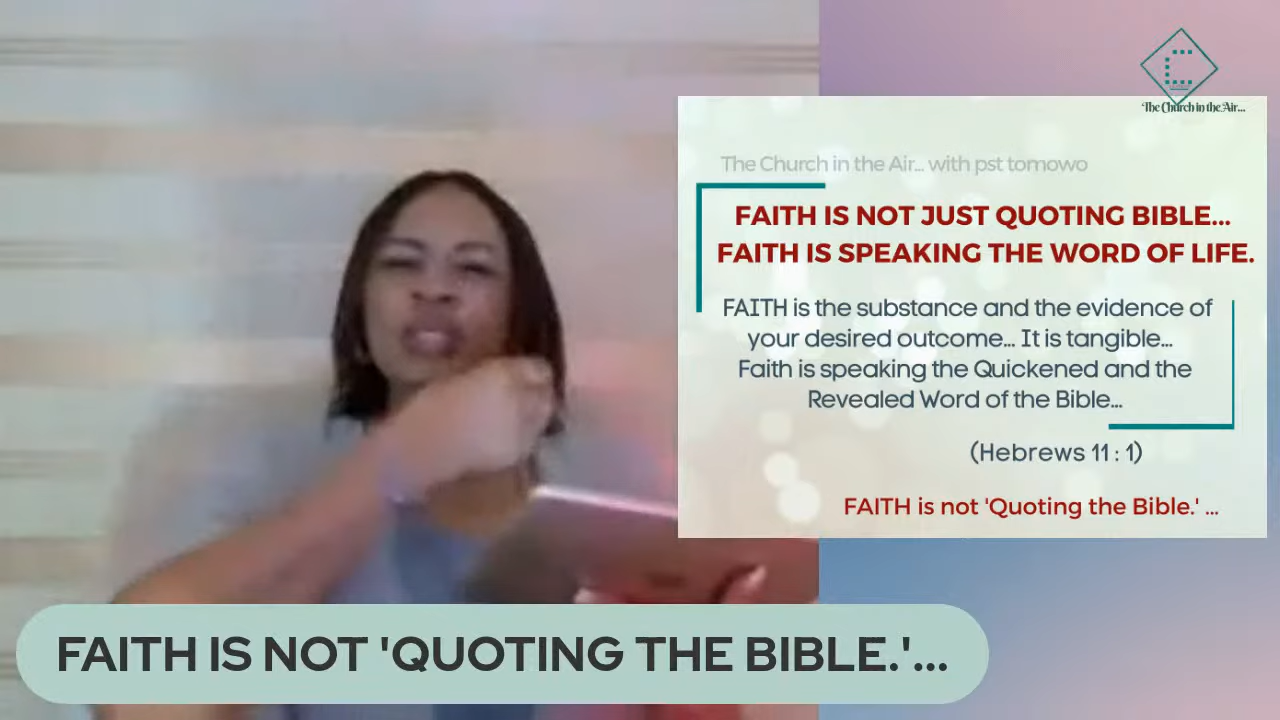 The Church in the Air...
The Church in the Air... with pst tomowo
FAITH IS NOT JUST QUOTING BIBLE...
FAITH IS SPEAKING THE WORD OF LIFE.
FAITH is the substance and the evidence of
your desired outcome... It is tangible...
Faith is speaking the Quickened and the
Revealed Word of the Bible...
(Hebrews 11 : 1)
FAITH is not 'Quoting the Bible.' ...
FAITH IS NOT 'QUOTING THE BIBLE.'...